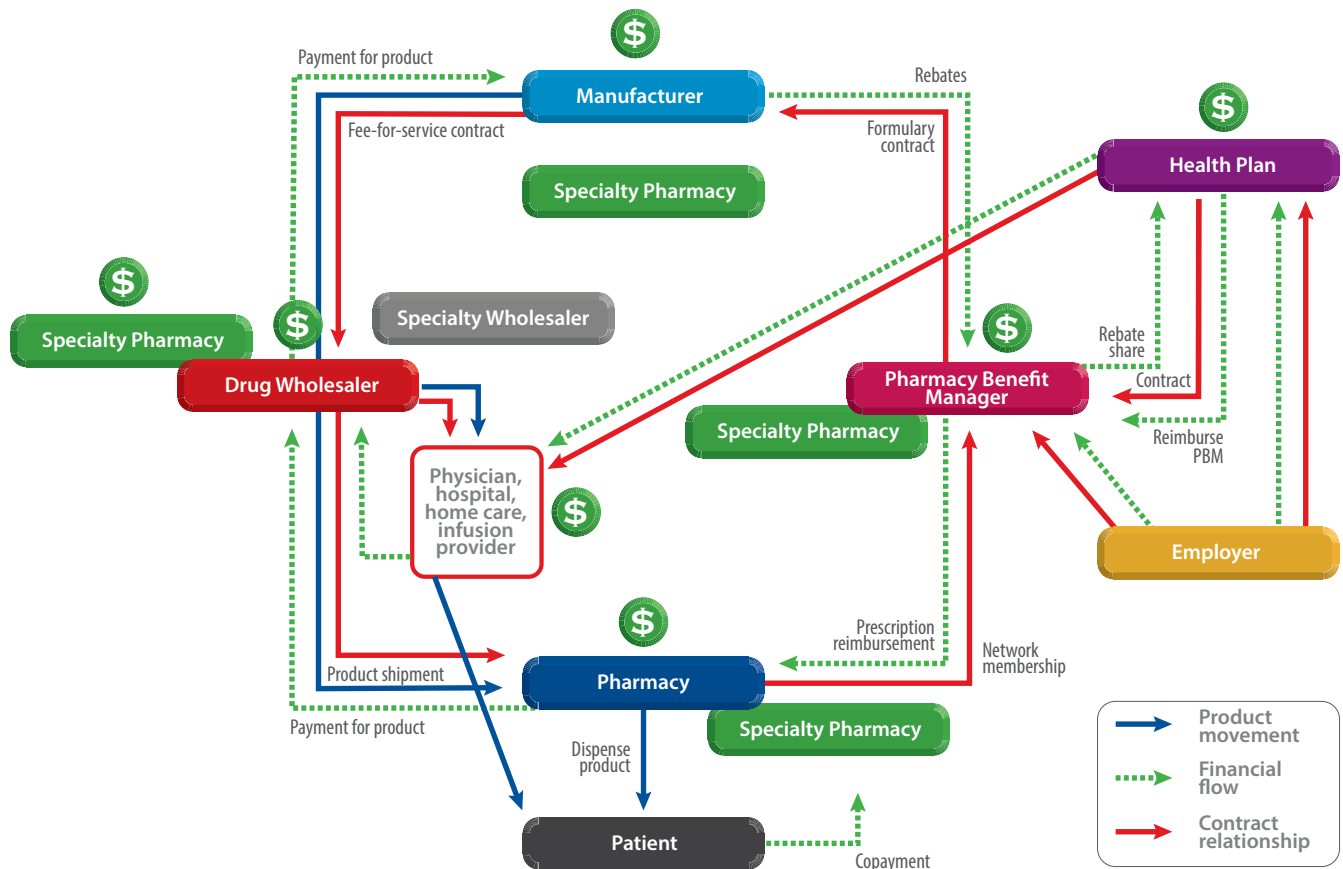 $
Payment for product
Manufacturer
Rebates
Fee-for-service contract
Formulary
contract
$
Health Plan
Specialty Pharmacy
$
Specialty Pharmacy
$
Specialty Wholesaler
Drug Wholesaler
$
Pharmacy Benefit
Manager
Rebate
share
Contract
Reimburse
PBM
Specialty Pharmacy
Physician,
hospital,
home care,
infusion
provider
$
Employer
$
Prescription
reimbursement
Network
membership
Product shipment
Pharmacy
Payment for product
Specialty Pharmacy
Dispense
product
Patient
Copayment
Product
movement
Financial
flow
Contract
relationship